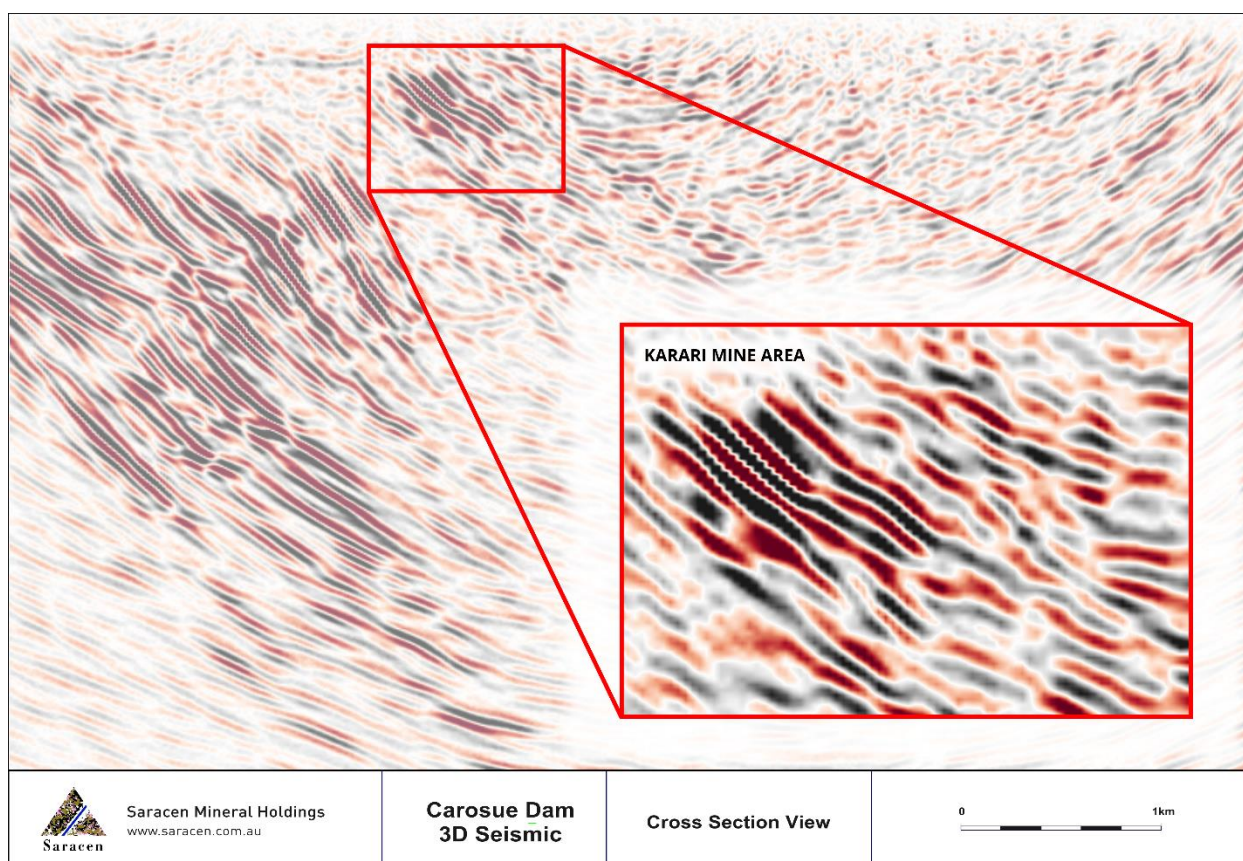 KARARI MINE AREA
Saracen
Saracen Mineral Holdings
www.saracen.com.au
Carosue Dam
3D Seismic
Cross Section View
0 1km